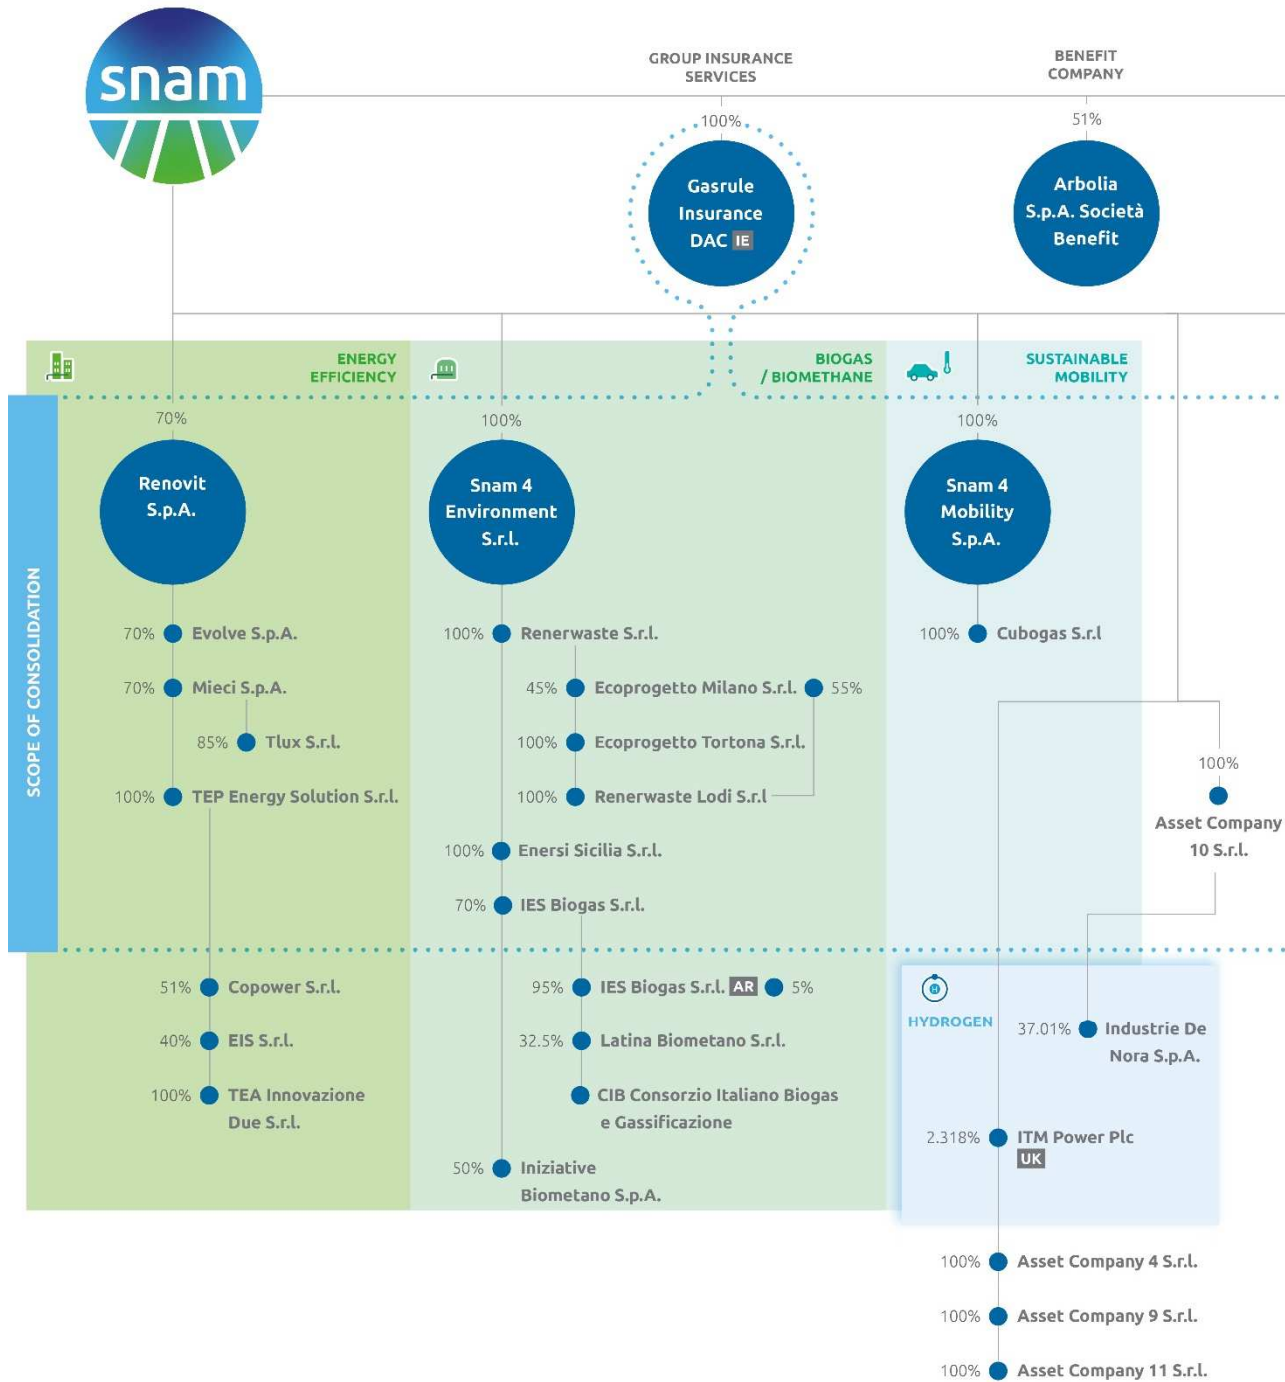 snam
GROUP INSURANCE
SERVICES
BENEFIT
COMPANY
100%
51%
Gasrule
Insurance
DAC IE
Arbolia
S.p.A. Società
Benefit
ENERGY
EFFICIENCY
BIOGAS
/ BIOMETHANE
SUSTAINABLE
MOBILITY
SCOPE OF CONSOLIDATION
70%
Renovit
S.p.A.
70% Evolve S.p.A.
70% Mieci S.p.A.
85% Tlux S.r.l.
100% TEP Energy Solution S.r.l.
51% Copower S.r.l.
40% EIS S.r.l.
100% TEA Innovazione
Due S.r.l.
100%
Snam 4
Environment
S.r.l.
100% Renerwaste S.r.l.
45% Ecoprogetto Milano S.r.l. 55%
100% Ecoprogetto Tortona S.r.l.
100% Renerwaste Lodi S.r.l
100% Enersi Sicilia S.r.l.
70% IES Biogas S.r.l.
95% IES Biogas S.r.l. AR 5%
32.5% Latina Biometano S.r.l.
CIB Consorzio Italiano Biogas
e Gassificazione
50% Iniziative
Biometano S.p.A.
100%
Snam 4
Mobility
S.p.A.
100% Cubogas S.r.l
100%
Asset Company
10 S.r.l.
HYDROGEN
37.01% Industrie De
Nora S.p.A.
2.318% ITM Power Plc
UK
100% Asset Company 4 S.r.l.
100% Asset Company 9 S.r.l.
100% Asset Company 11 S.r.l.